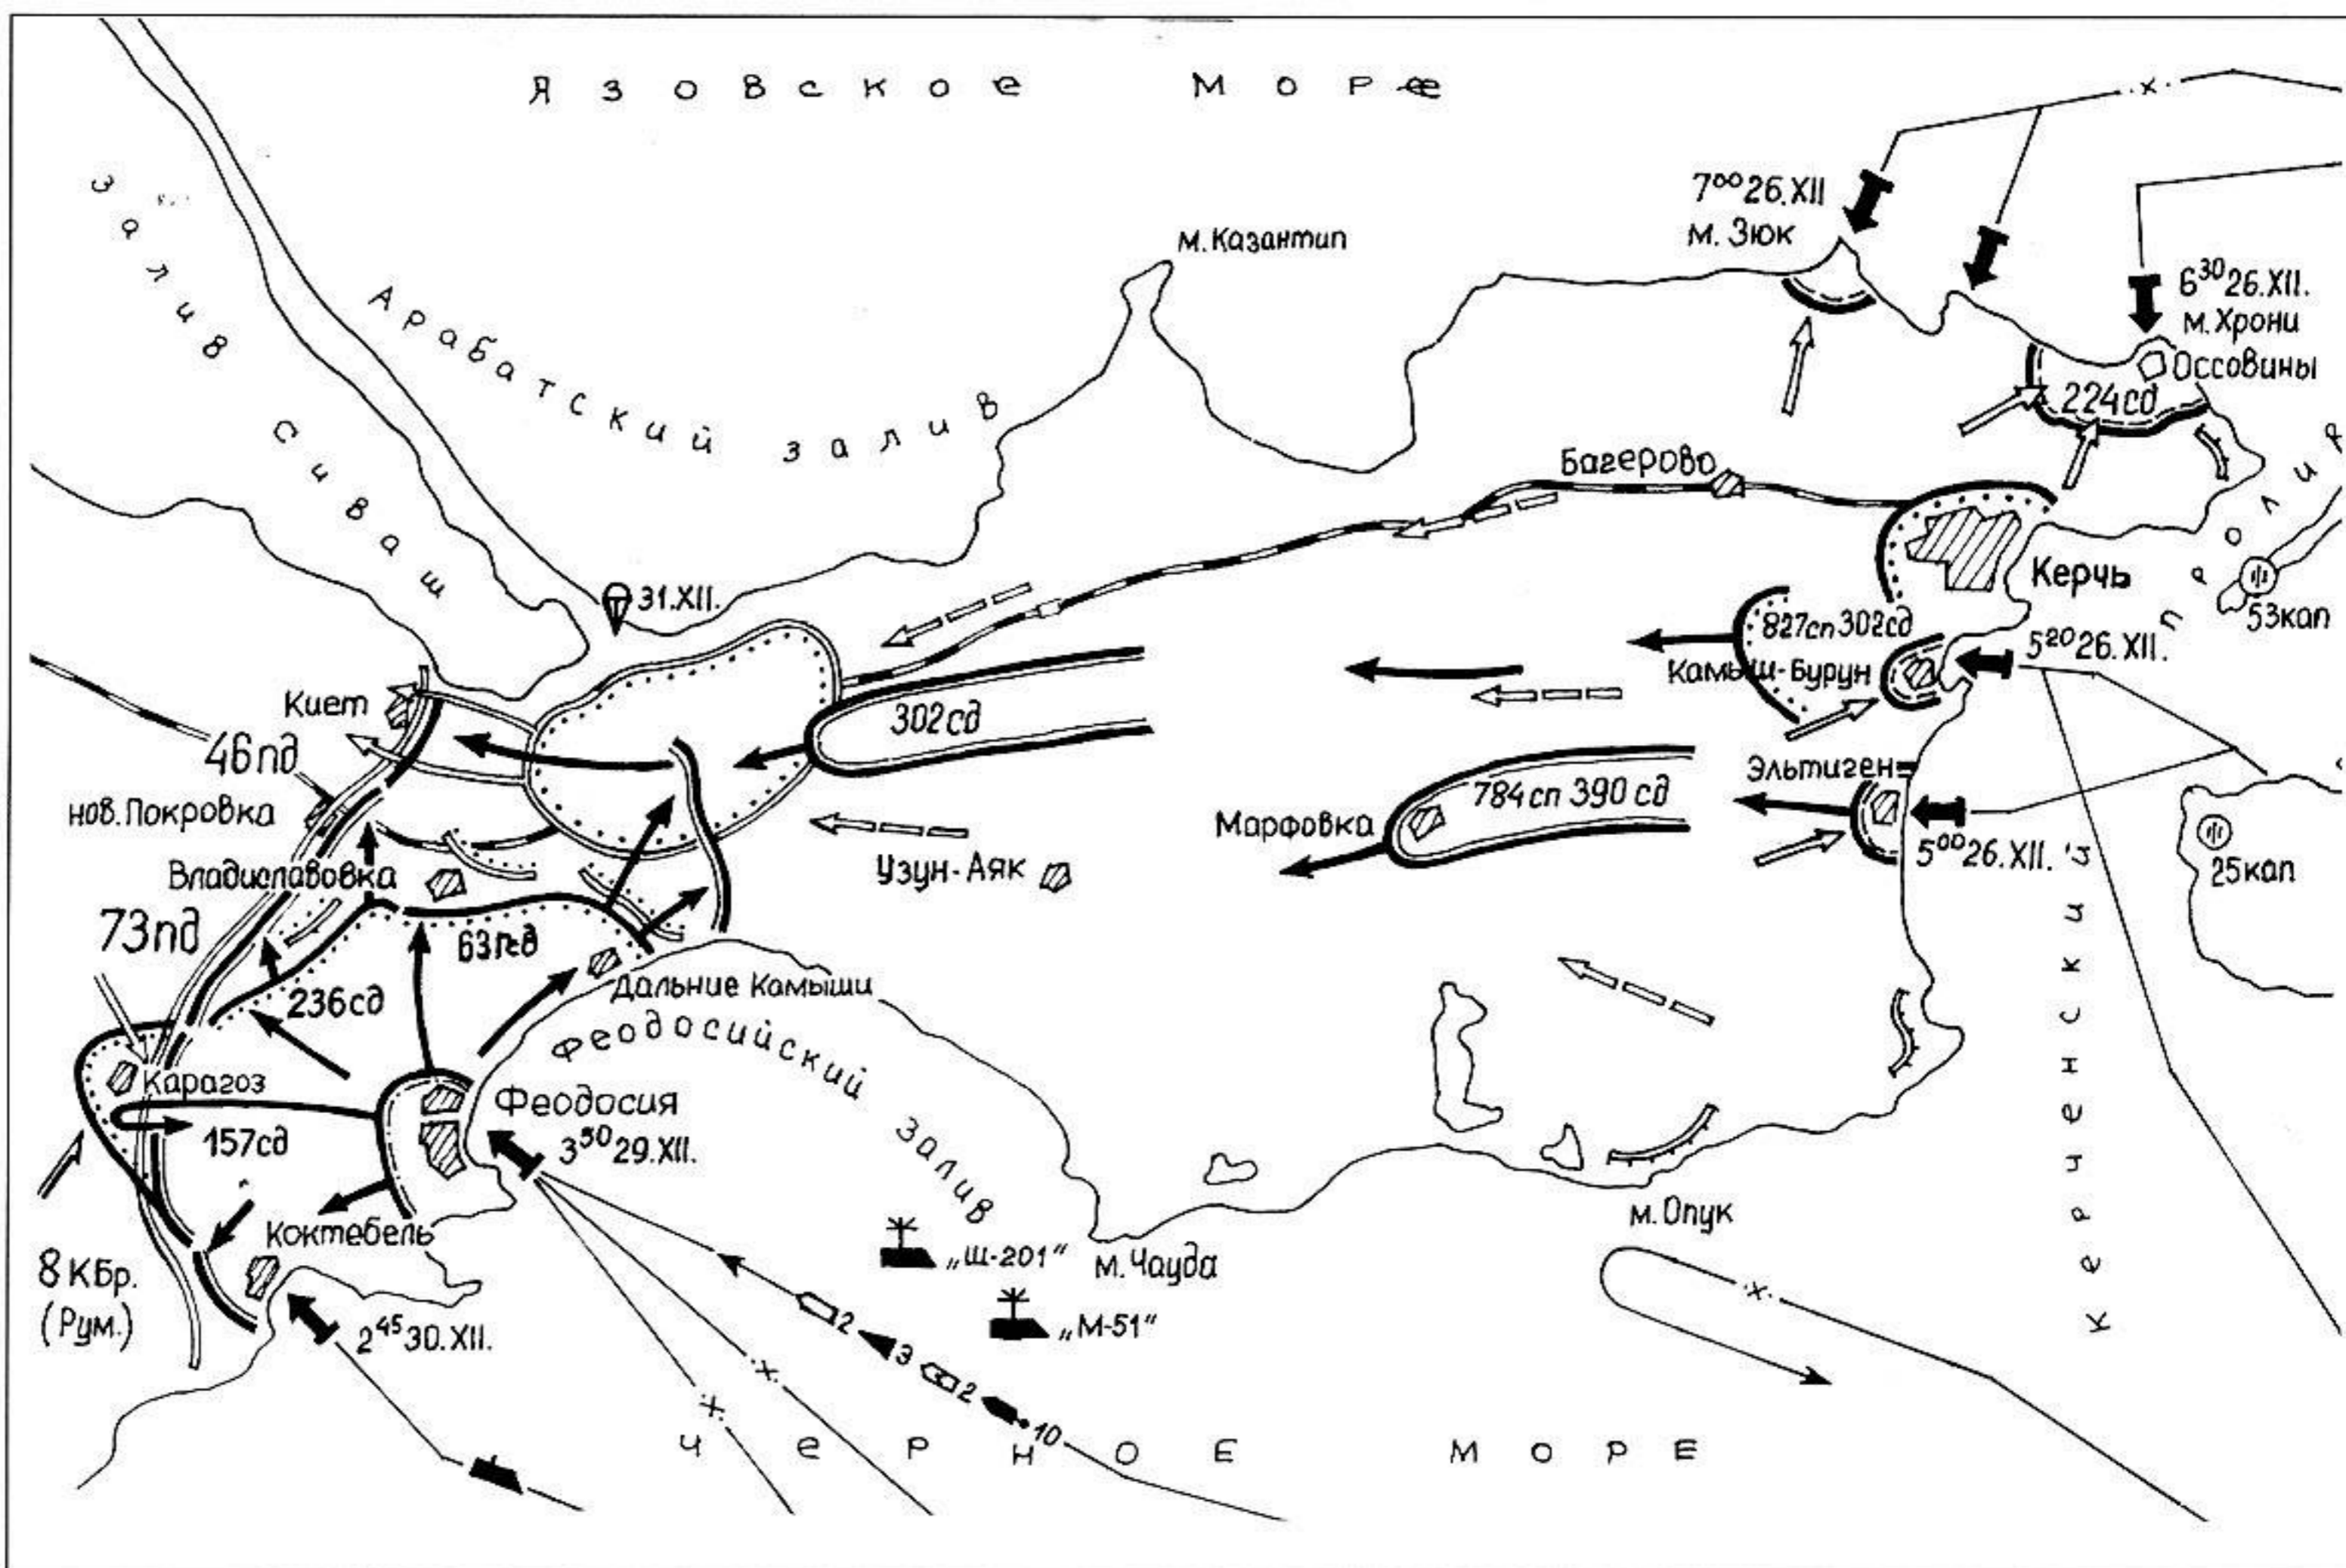 Язовское море
залив Сиваш
Арабатский залив
м. Казантип
7⁰⁰ 26.XII
м. Зюк
6³⁰ 26.XII.
м. Хрони
Оссовины
224сд
Багерово
Керчь
53кап
827сп 302сд
5²⁰ 26.XII.
Камыш-Бурун
31.XII.
Киет
302сд
46пд
нов. Покровка
Эльтиген
784сп 390сд
Марфовка
5⁰⁰ 26.XII.
25кап
Владиславовка
Узун-Аяк
73пд
63гсд
236сд
Дальние Камыши
Феодосийский залив
Карагоз
Феодосия
3⁵⁰ 29.XII.
157сд
Коктебель
8 КБр.
(Рум.)
2⁴⁵ 30.XII.
„Ш-201“
м. Чауда
„М-51“
м. Опук
2
3
2
10
Керченский
пролив
Черное море